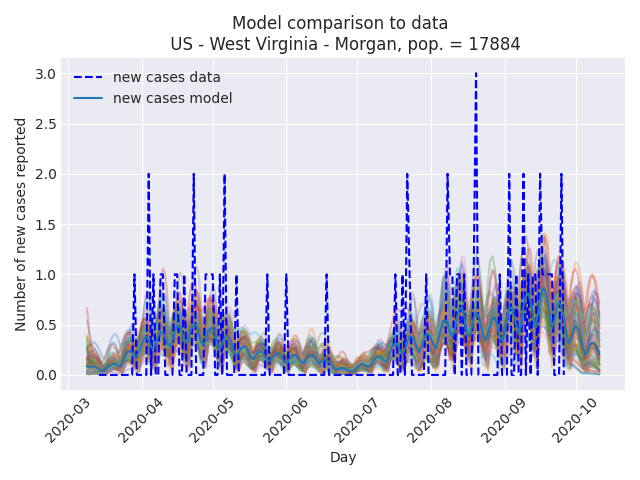 Model comparison to data
US - West Virginia - Morgan, pop. = 17884
new cases data
new cases model
Number of new cases reported
3.0
2.5
2.0
1.5
1.0
0.5
0.0
2020-03
2020-04
2020-05
2020-06
2020-07
2020-08
2020-09
2020-10
Day